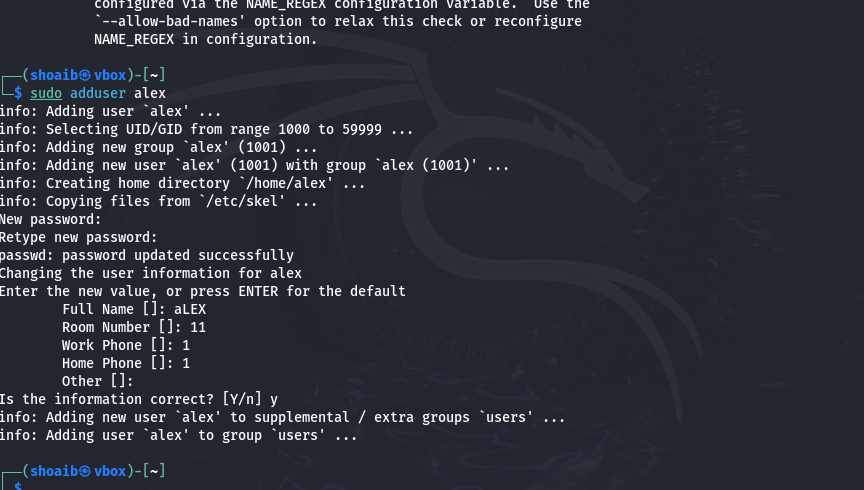 configured via the NAME_REGEX configuration variable.  Use the
`--allow-bad-names' option to relax this check or reconfigure
NAME_REGEX in configuration.
┌──(shoaib㉿vbox)-[~]
└─$ sudo adduser alex
info: Adding user `alex' ...
info: Selecting UID/GID from range 1000 to 59999 ...
info: Adding new group `alex' (1001) ...
info: Adding new user `alex' (1001) with group `alex (1001)' ...
info: Creating home directory `/home/alex' ...
info: Copying files from `/etc/skel' ...
New password:
Retype new password:
passwd: password updated successfully
Changing the user information for alex
Enter the new value, or press ENTER for the default
Full Name []: aLEX
Room Number []: 11
Work Phone []: 1
Home Phone []: 1
Other []:
Is the information correct? [Y/n] y
info: Adding new user `alex' to supplemental / extra groups `users' ...
info: Adding user `alex' to group `users' ...
┌──(shoaib㉿vbox)-[~]
└─$